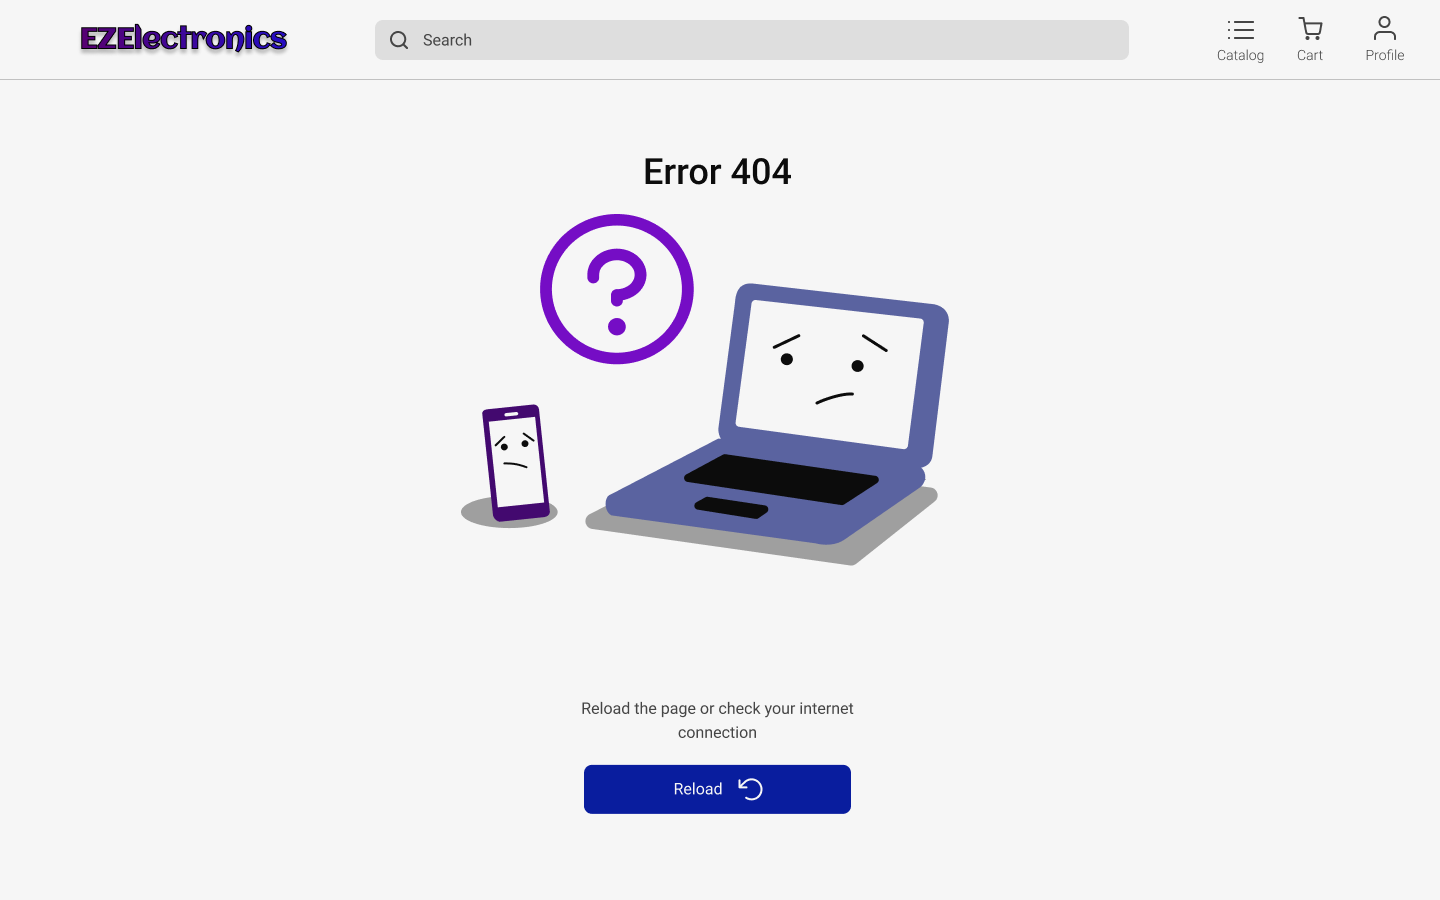 EZElectronics
Search
Catalog
Cart
Profile
Error 404
?
Reload the page or check your internet
connection
Reload